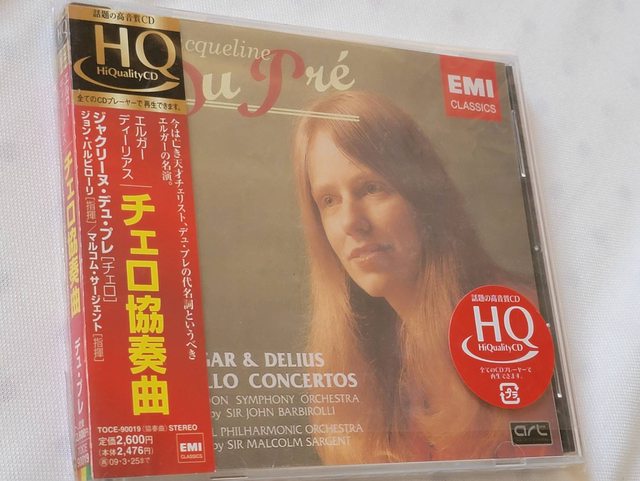 話題の高音質CD
HQ
HiQualityCD
全てのCDプレーヤーで再生できます。
cqueline
Du Pré
EMI
CLASSICS
今は亡き天才チェリスト、デュ・プレの代名詞というべき
エルガーの名演。
エルガー
ディーリアス
チェロ協奏曲
ジャクリーヌ・デュ・プレ[チェロ]
ジョン・バルビローリ[指揮]/マルコム・サージェント[指揮]
TOCE-90019 (協奏曲) STEREO
定価2,600円
(本体)2,476円
09・3・25まで
EMI
CLASSICS
チェロ協奏曲
デュ・プレ
TOCE
90019
GAR & DELIUS
LLO CONCERTOS
DON SYMPHONY ORCHESTRA
by SIR JOHN BARBIROLLI
L PHILHARMONIC ORCHESTRA
by SIR MALCOLM SARGENT
話題の高音質CD
HQ
HiQualityCD
全てのCDプレーヤーで
再生できます。
プラ
art